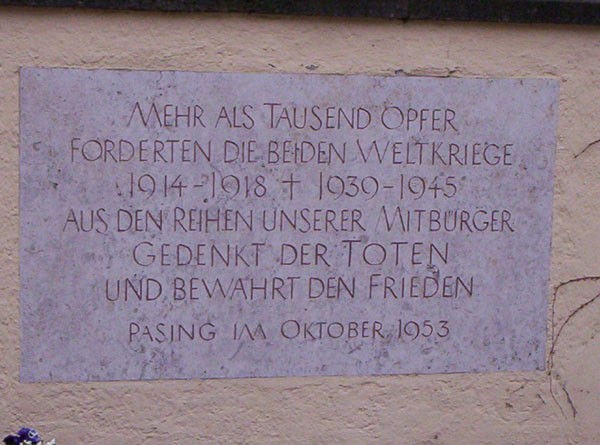 MEHR ALS TAUSEND OPFER
FORDERTEN DIE BEIDEN WELTKRIEGE
1914-1918 † 1939-1945
AUS DEN REIHEN UNSERER MITBÜRGER
GEDENKT DER TOTEN
UND BEWAHRT DEN FRIEDEN
PASING IM OKTOBER 1953